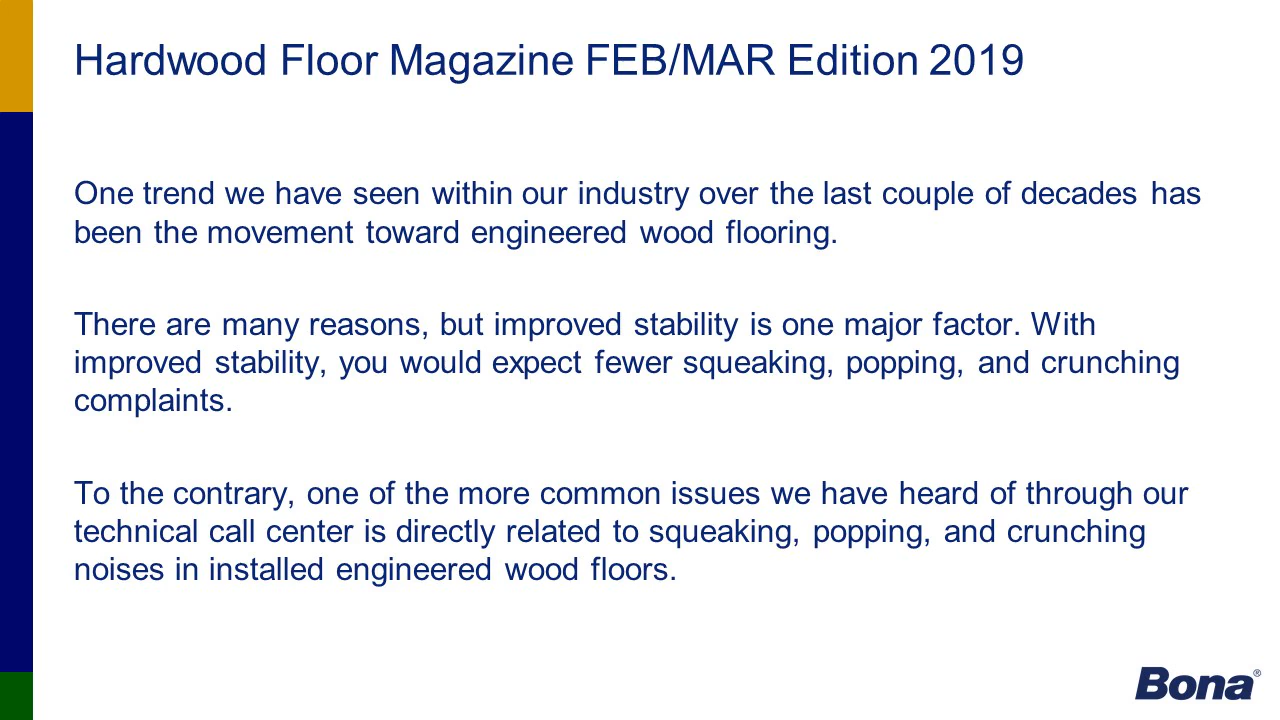 Hardwood Floor Magazine FEB/MAR Edition 2019
One trend we have seen within our industry over the last couple of decades has
been the movement toward engineered wood flooring.
There are many reasons, but improved stability is one major factor. With
improved stability, you would expect fewer squeaking, popping, and crunching
complaints.
To the contrary, one of the more common issues we have heard of through our
technical call center is directly related to squeaking, popping, and crunching
noises in installed engineered wood floors.
Bona®